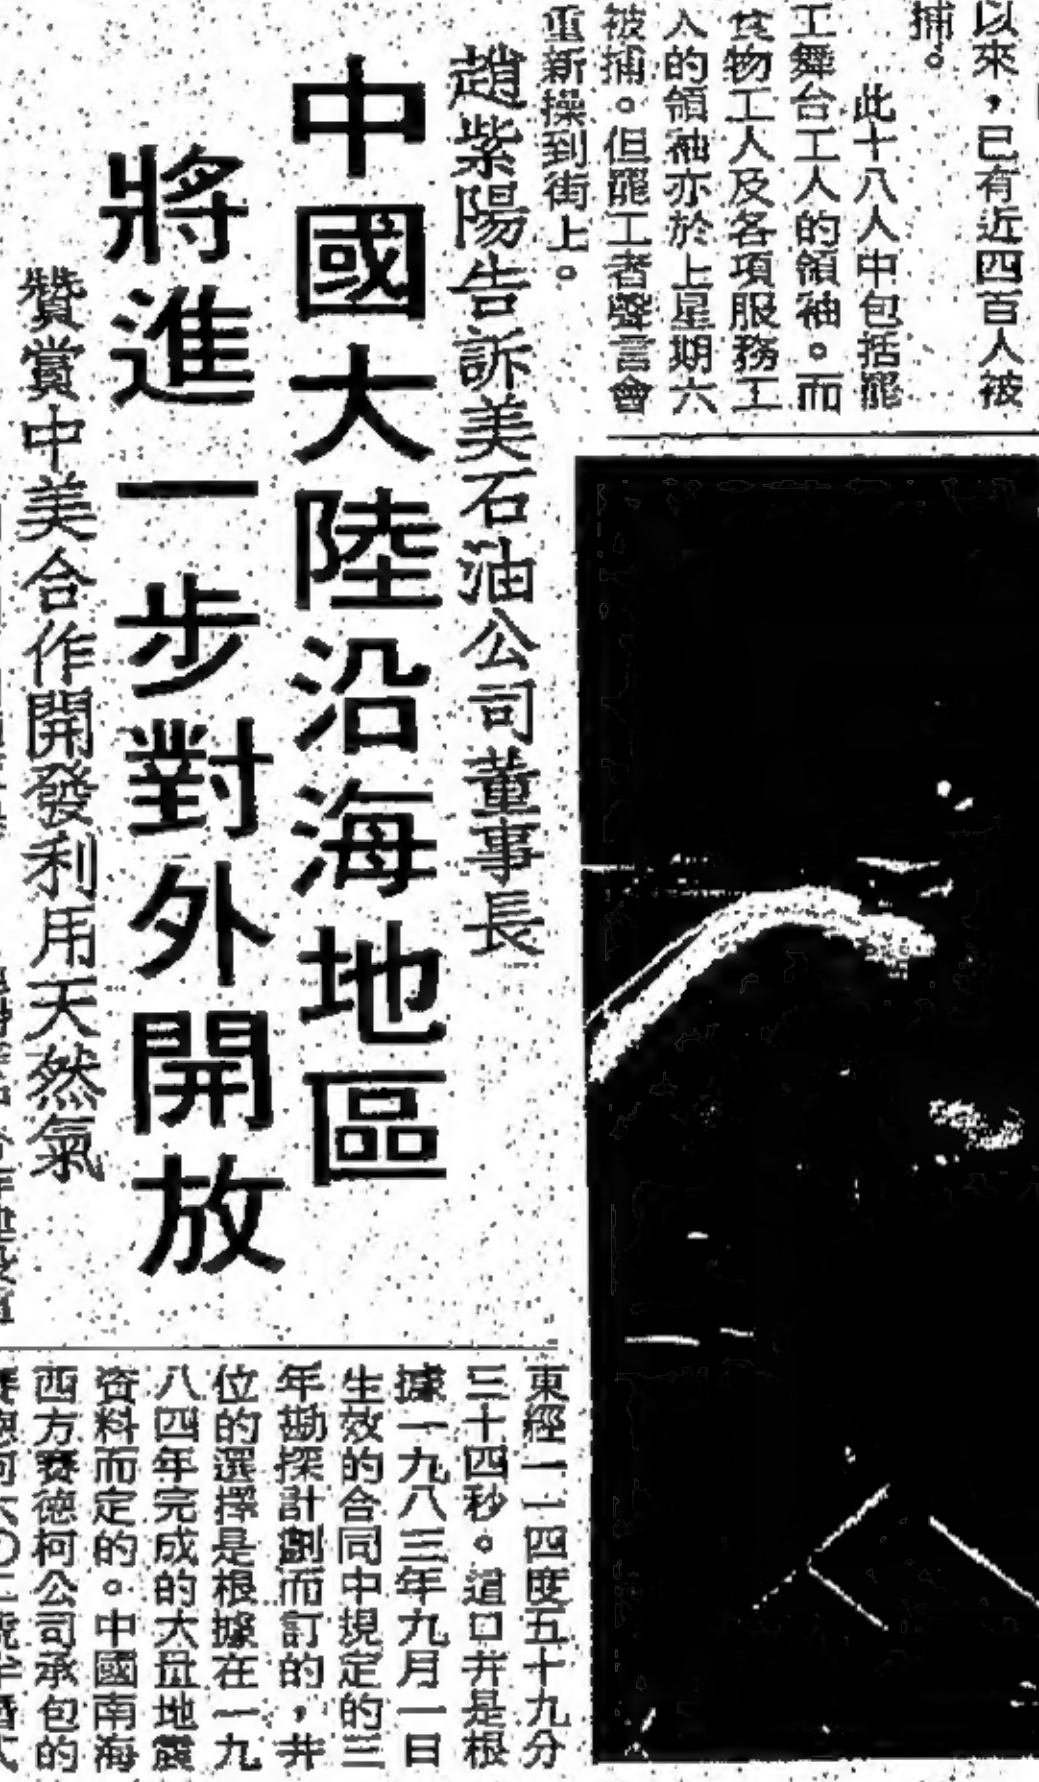 以來，已有近四百人被
捕。
此十八人中包括罷
工舞台工人的領袖。而
食物工人及各項服務工
人的領袖亦於上星期六
被捕。但罷工者聲言會
重新操到街上。
趙紫陽告訴美石油公司董事長
中國大陸沿海地區
將進一步對外開放
贊賞中美合作開發利用天然氣
東經一一四度五十九分
三十四秒。這口井是根
據一九八三年九月一日
生效的合同中規定的三
年勘探計劃而訂的，井
位的選擇是根據在一九
八四年完成的大量地震
資料而定的。中國南海
西方賽德柯公司承包的